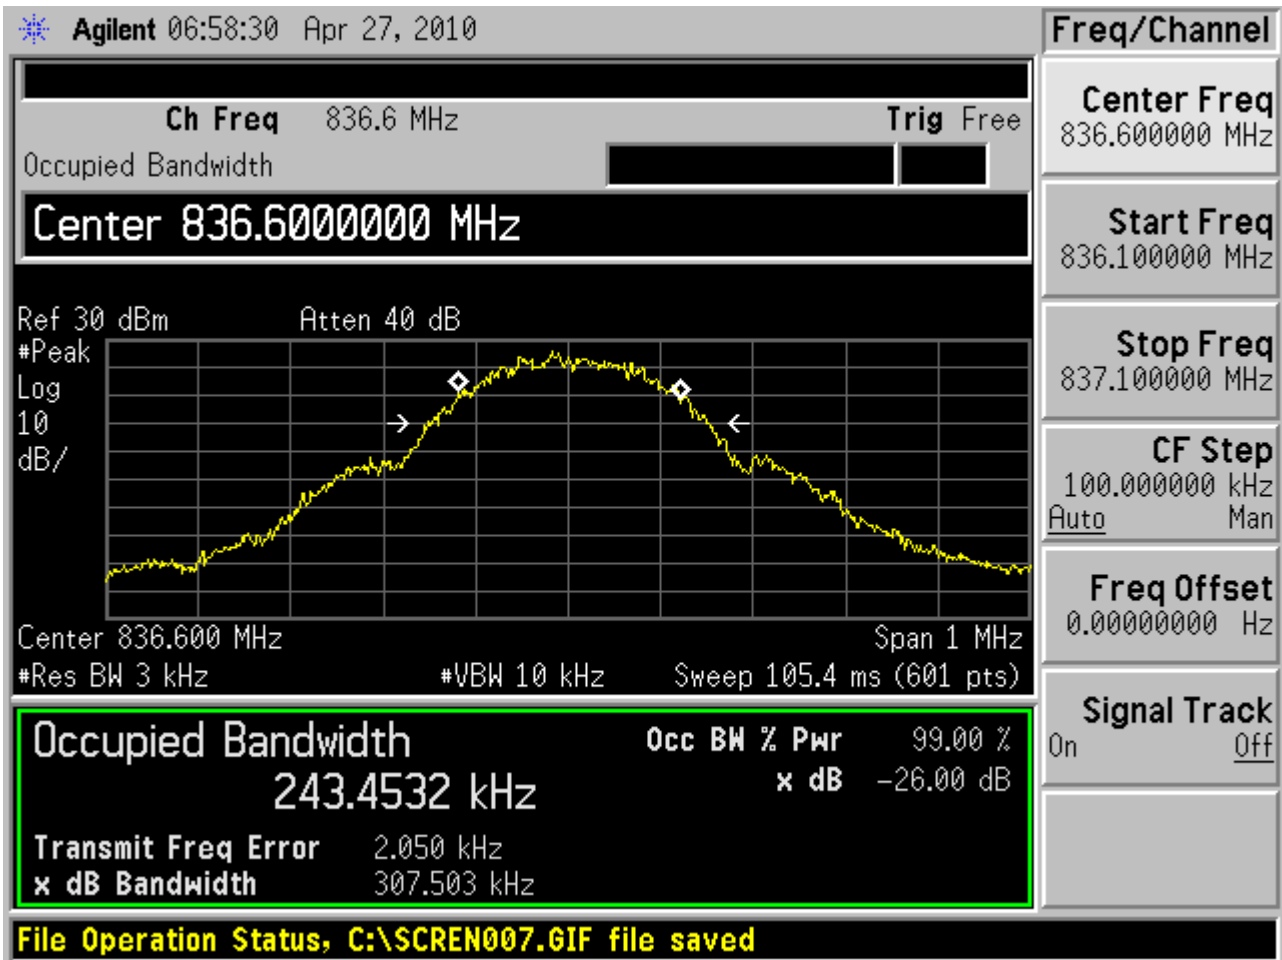 Agilent 06:58:30 Apr 27, 2010
Freq/Channel
Ch Freq 836.6 MHz Trig Free
Occupied Bandwidth
Center 836.6000000 MHz
Ref 30 dBm Atten 40 dB
#Peak
Log
10
dB/
Center 836.600 MHz Span 1 MHz
#Res BW 3 kHz #VBW 10 kHz Sweep 105.4 ms (601 pts)
Occupied Bandwidth Occ BW % Pwr 99.00 %
243.4532 kHz x dB -26.00 dB
Transmit Freq Error 2.050 kHz
x dB Bandwidth 307.503 kHz
Center Freq
836.600000 MHz
Start Freq
836.100000 MHz
Stop Freq
837.100000 MHz
CF Step
100.000000 kHz
Auto Man
Freq Offset
0.00000000 Hz
Signal Track
On Off
File Operation Status, C:\SCREN007.GIF file saved